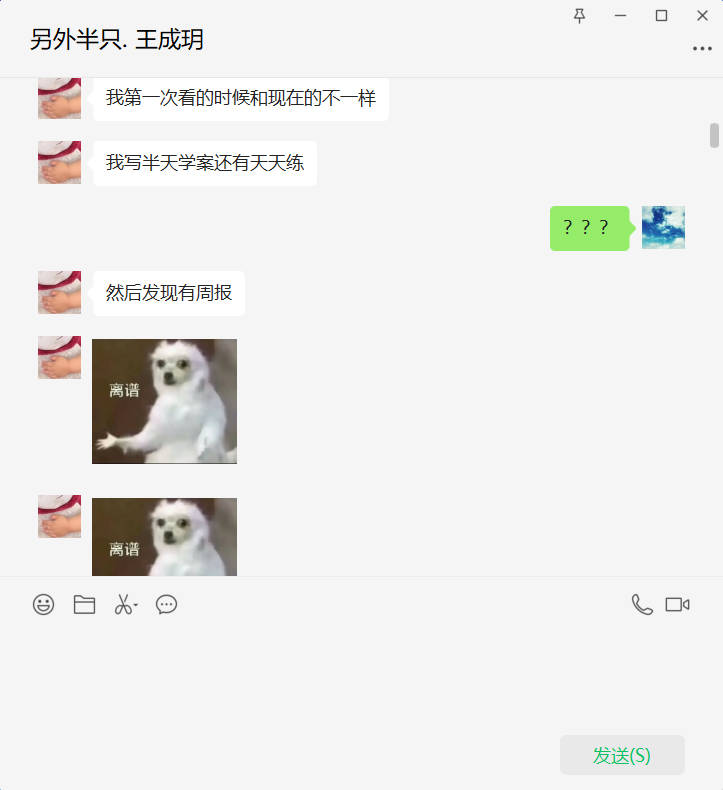 另外半只. 王成玥
我第一次看的时候和现在的不一样
我写半天学案还有天天练
？？？
然后发现有周报
离谱
离谱
发送(S)